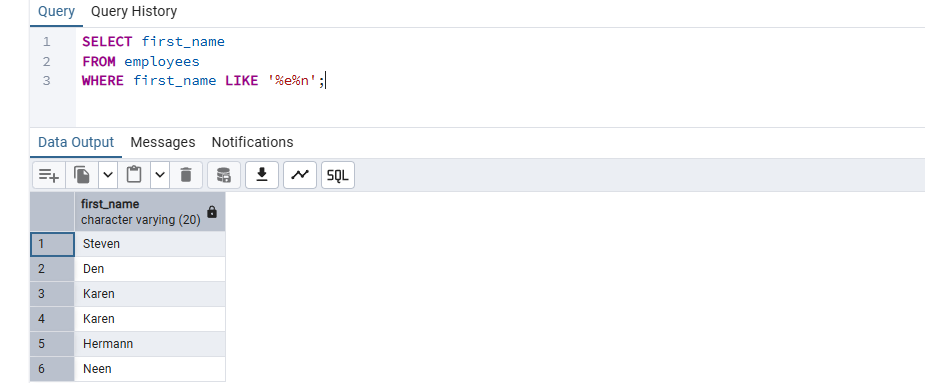 Query Query History
1 SELECT first_name
2 FROM employees
3 WHERE first_name LIKE '%e%n';
Data Output Messages Notifications
SQL
first_name
character varying (20)
1 Steven
2 Den
3 Karen
4 Karen
5 Hermann
6 Neen